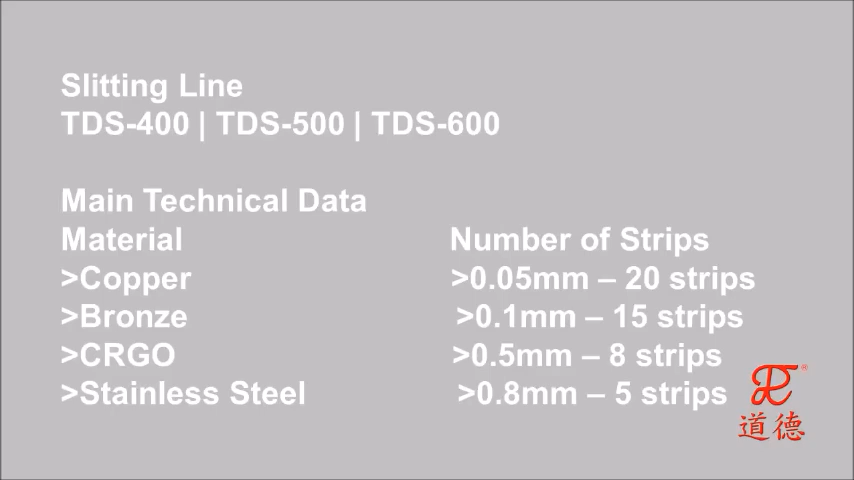 Slitting Line
TDS-400 | TDS-500 | TDS-600
Main Technical Data
Material Number of Strips
>Copper >0.05mm – 20 strips
>Bronze >0.1mm – 15 strips
>CRGO >0.5mm – 8 strips
>Stainless Steel >0.8mm – 5 strips
®
道德